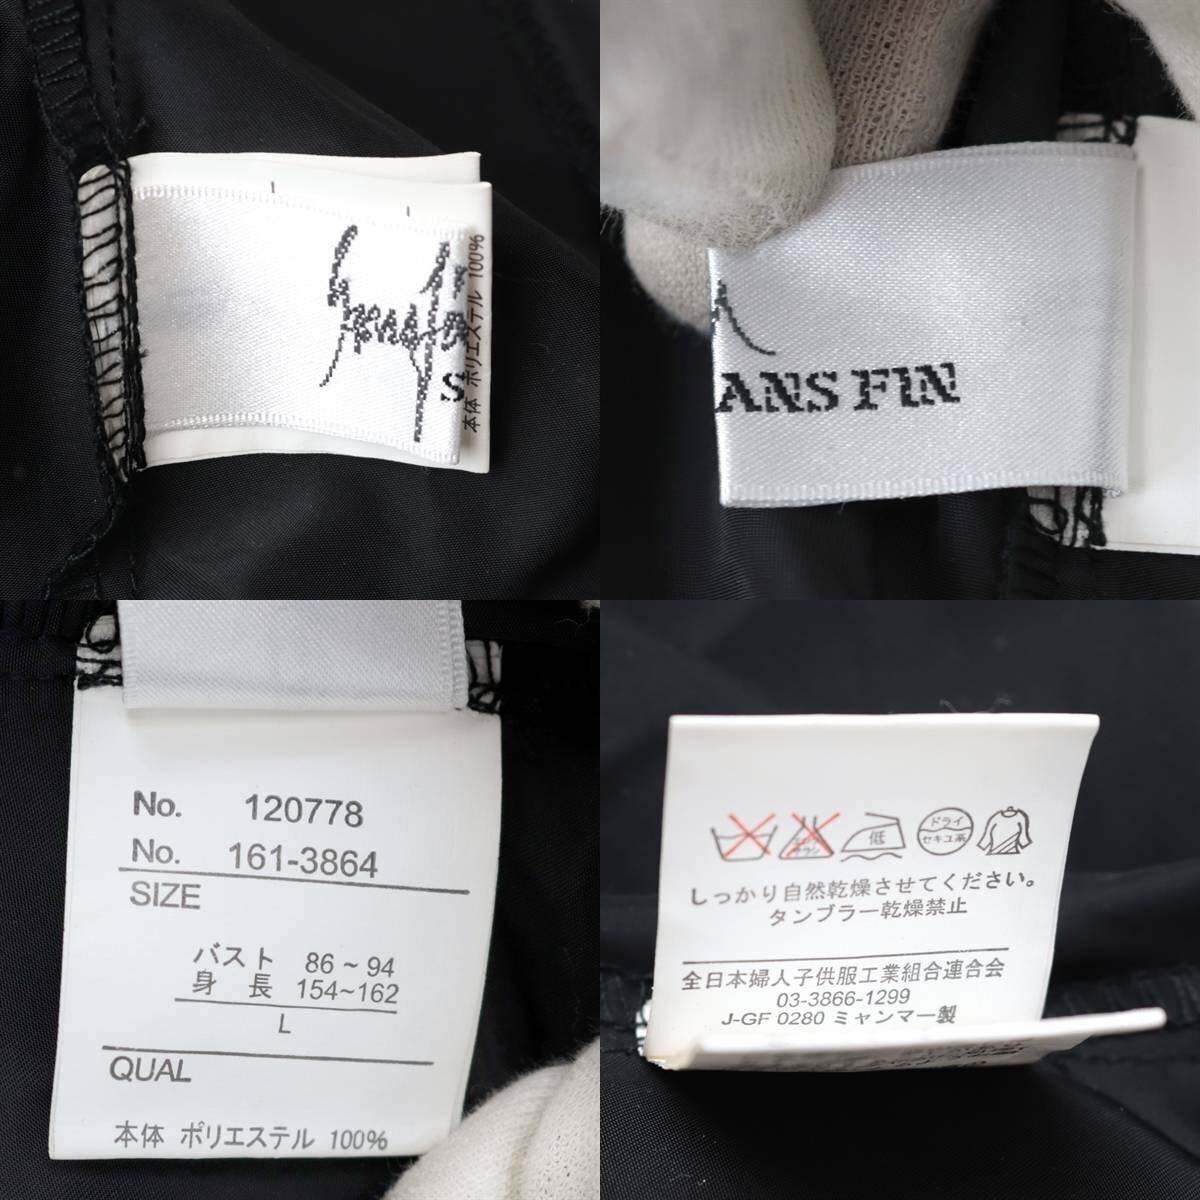 S
本体 ポリエステル 100%
ANS FIN
No. 120778
No. 161-3864
SIZE
バスト 86~94
身長 154~162
L
QUAL
本体 ポリエステル 100%
低
ドライ
セキユ系
しっかり自然乾燥させてください。
タンブラー乾燥禁止
全日本婦人子供服工業組合連合会
03-3866-1299
J-GF 0280 ミャンマー製